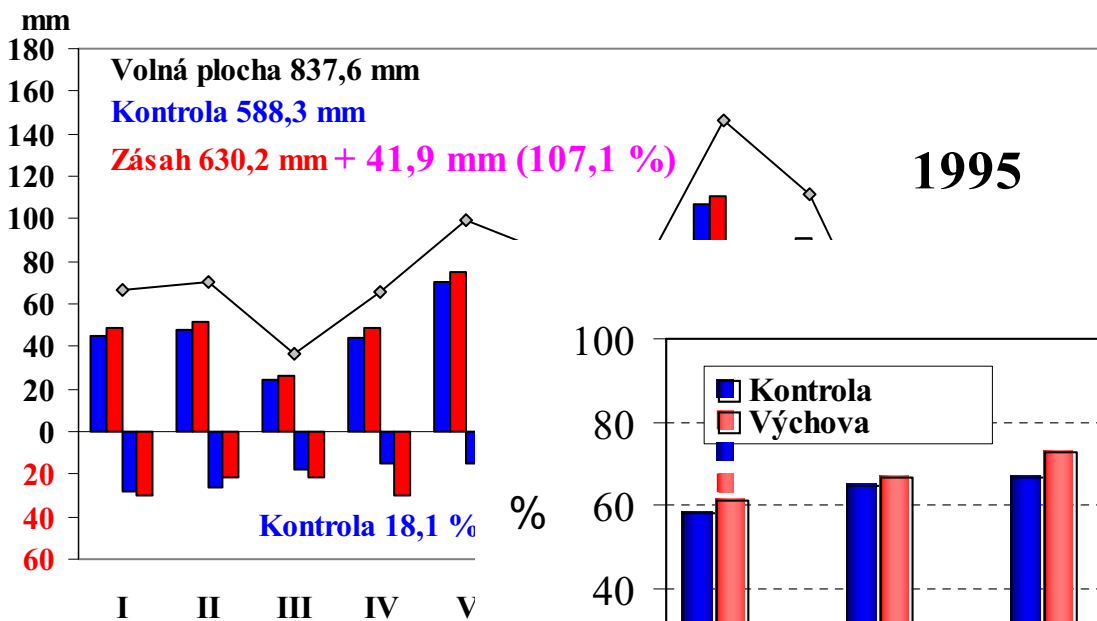 mm
180
160
140
120
100
80
60
40
20
0
20
40
60
Volná plocha 837,6 mm
Kontrola 588,3 mm
Zásah 630,2 mm + 41,9 mm (107,1 %)
1995
Kontrola 18,1 %
I II III IV V
%
100
80
60
40
Kontrola
Výchova